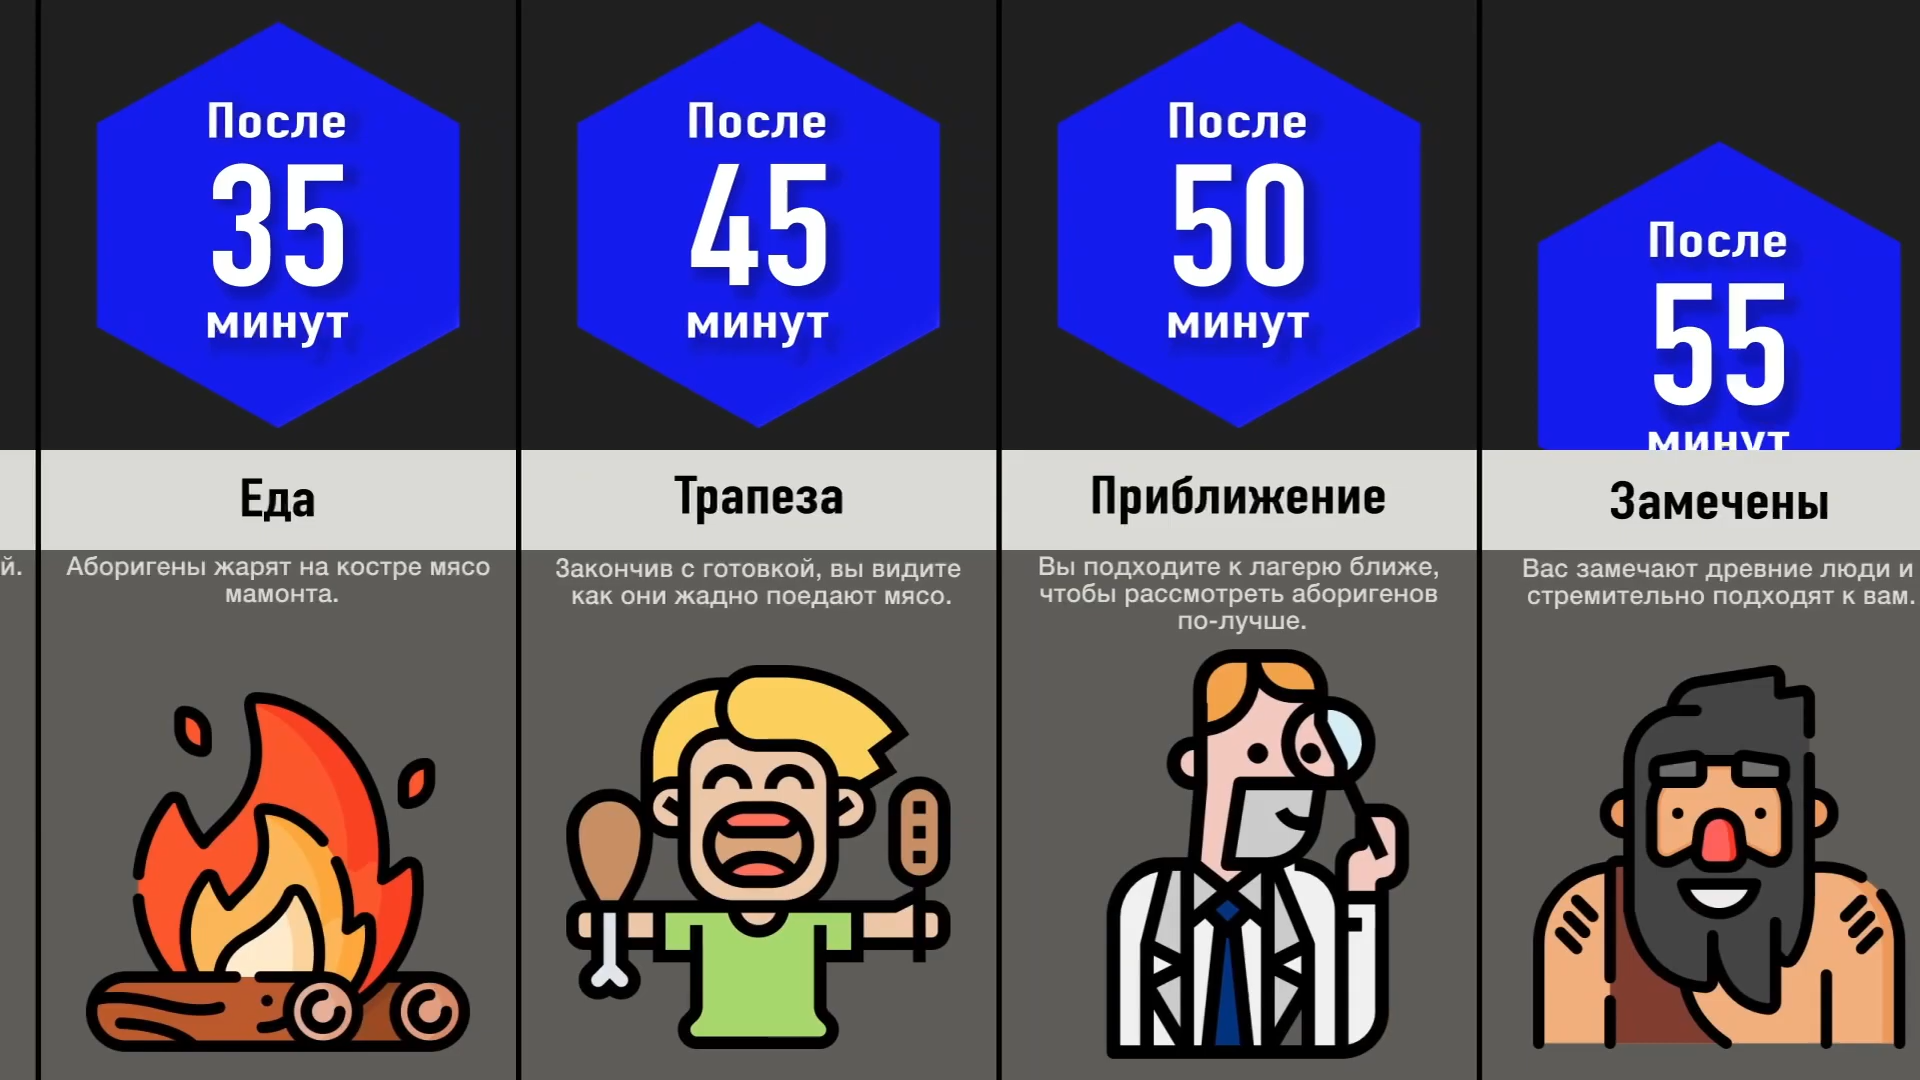 После
35
минут
Еда
Аборигены жарят на костре мясо
мамонта.
После
45
минут
Трапеза
Закончив с готовкой, вы видите
как они жадно поедают мясо.
После
50
минут
Приближение
Вы подходите к лагерю ближе,
чтобы рассмотреть аборигенов
по-лучше.
После
55
минут
Замечены
Вас замечают древние люди и
стремительно подходят к вам.